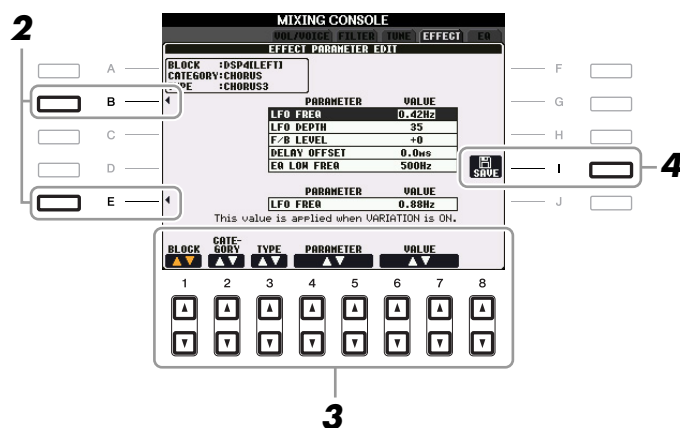 MIXING CONSOLE
VOL/VOICE FILTER TUNE EFFECT EQ
EFFECT PARAMETER EDIT
2
BLOCK :DSP4[LEFT]
CATEGORY:CHORUS
TYPE :CHORUS3
A
B
C
D
E
F
G
H
I
J
4
PARAMETER VALUE
LFO FREQ 0.42Hz
LFO DEPTH 35
F/B LEVEL +0
DELAY OFFSET 0.0ms
EQ LOW FREQ 500Hz
SAVE
PARAMETER VALUE
LFO FREQ 0.88Hz
This value is applied when VARIATION is ON.
BLOCK CATE-GORY TYPE PARAMETER VALUE
1 2 3 4 5 6 7 8
3